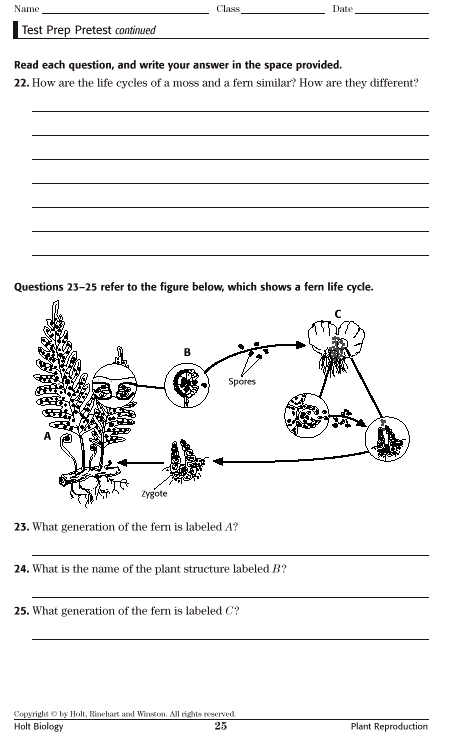 Name Class Date
Test Prep Pretest continued
Read each question, and write your answer in the space provided.
22. How are the life cycles of a moss and a fern similar? How are they different?
Questions 23–25 refer to the figure below, which shows a fern life cycle.
C
B
Spores
A
Zygote
23. What generation of the fern is labeled A?
24. What is the name of the plant structure labeled B?
25. What generation of the fern is labeled C?
Copyright © by Holt, Rinehart and Winston. All rights reserved.
Holt Biology 25 Plant Reproduction